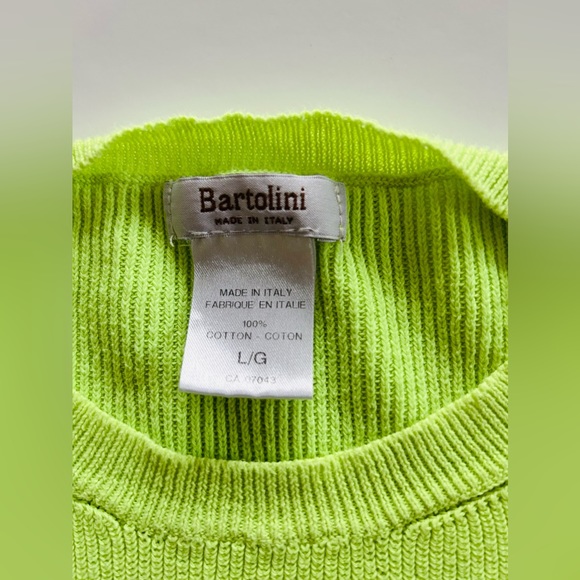 Bartolini
MADE IN ITALY
MADE IN ITALY
FABRIQUE EN ITALIE
100%
COTTON - COTON
L/G
CA 07043